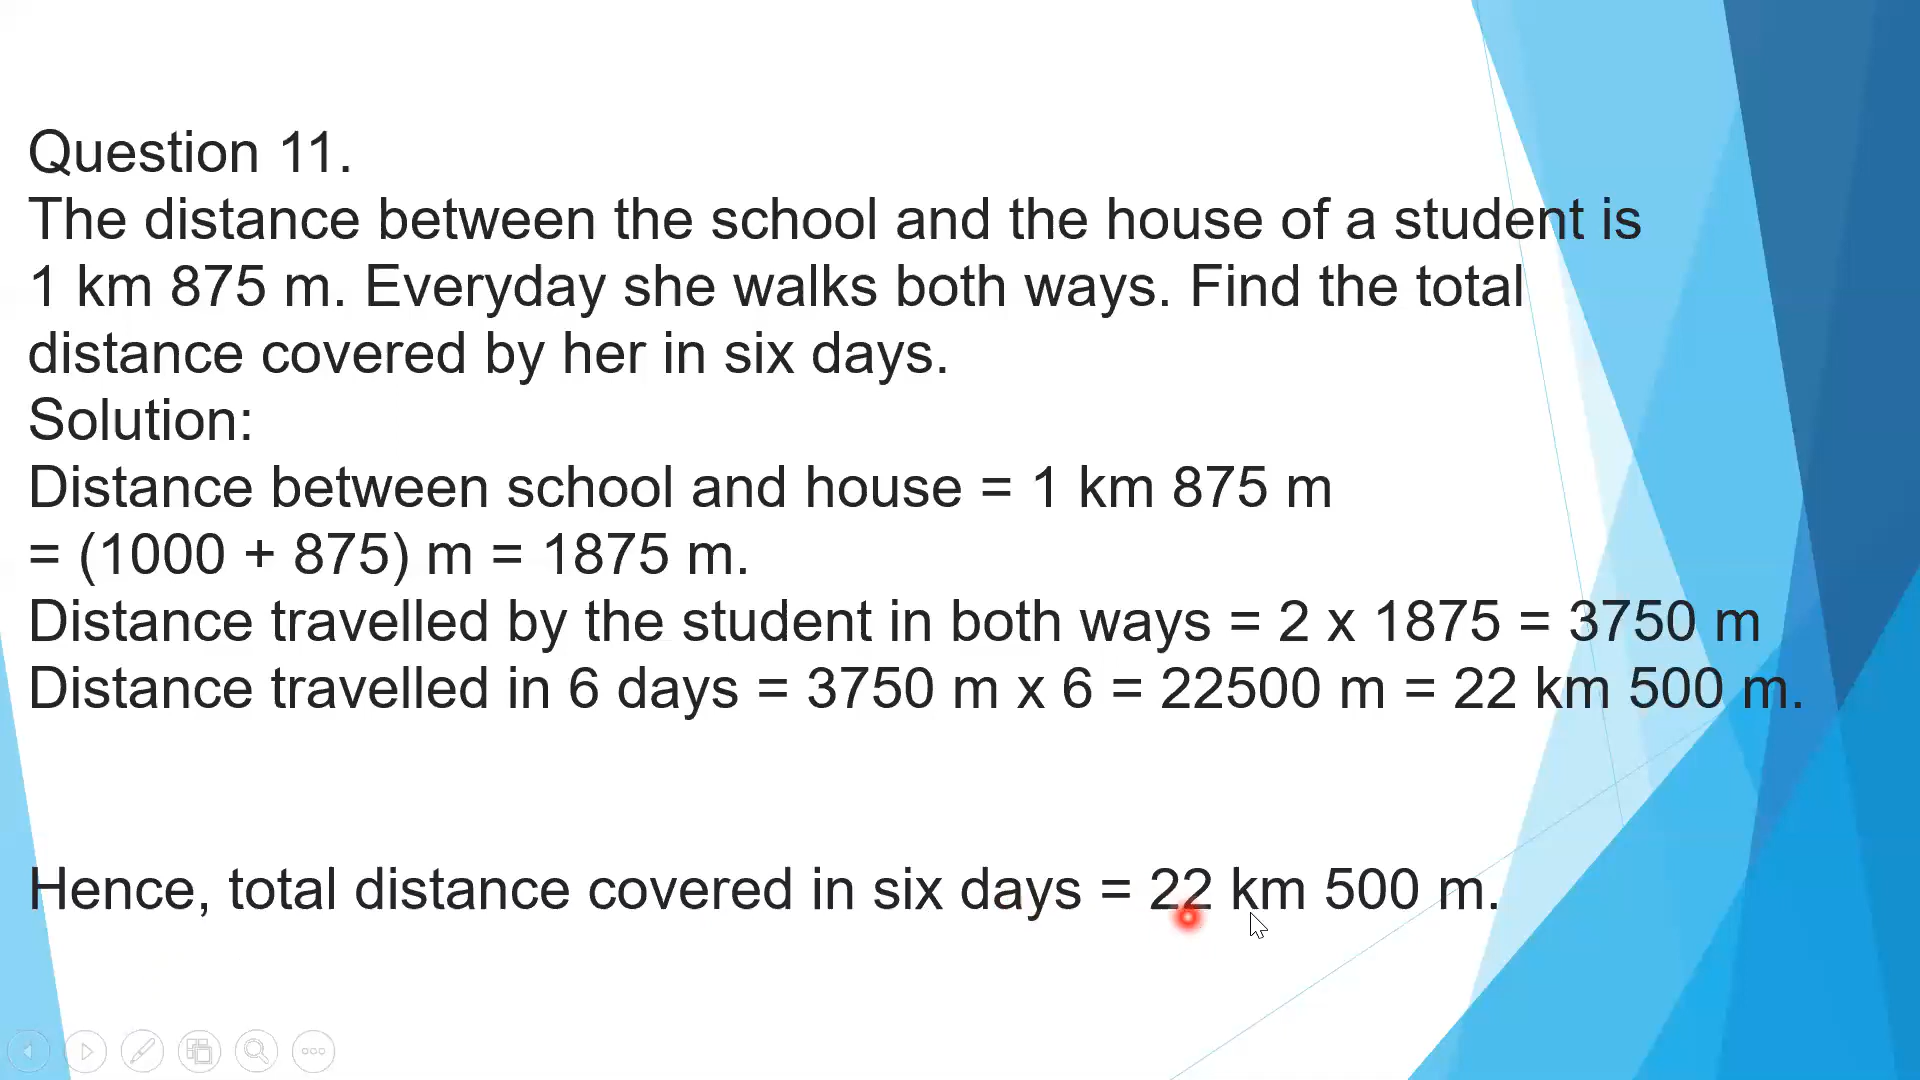 Question 11.
The distance between the school and the house of a student is
1 km 875 m. Everyday she walks both ways. Find the total
distance covered by her in six days.
Solution:
Distance between school and house = 1 km 875 m
= (1000 + 875) m = 1875 m.
Distance travelled by the student in both ways = 2 x 1875 = 3750 m
Distance travelled in 6 days = 3750 m x 6 = 22500 m = 22 km 500 m.
Hence, total distance covered in six days = 22 km 500 m.